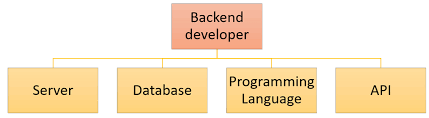 Backend
developer
Server
Database
Programming
Language
API